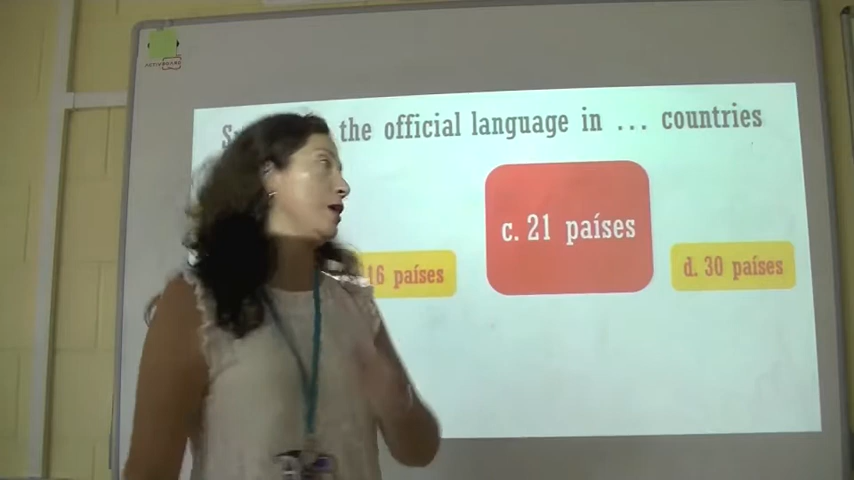 the official language in ... countries
16 países
c. 21 países
d. 30 países